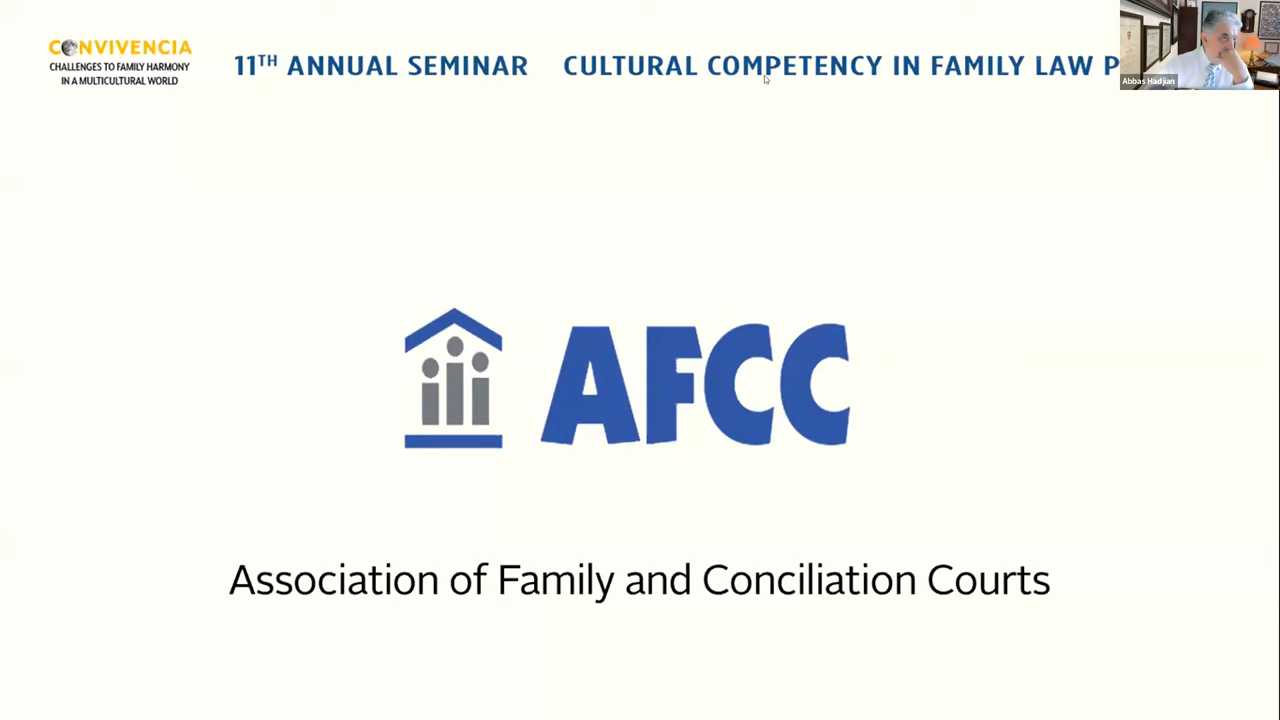 CONVIVENCIA
CHALLENGES TO FAMILY HARMONY
IN A MULTICULTURAL WORLD
11TH ANNUAL SEMINAR CULTURAL COMPETENCY IN FAMILY LAW P
Abbas Hadjian
AFCC
Association of Family and Conciliation Courts